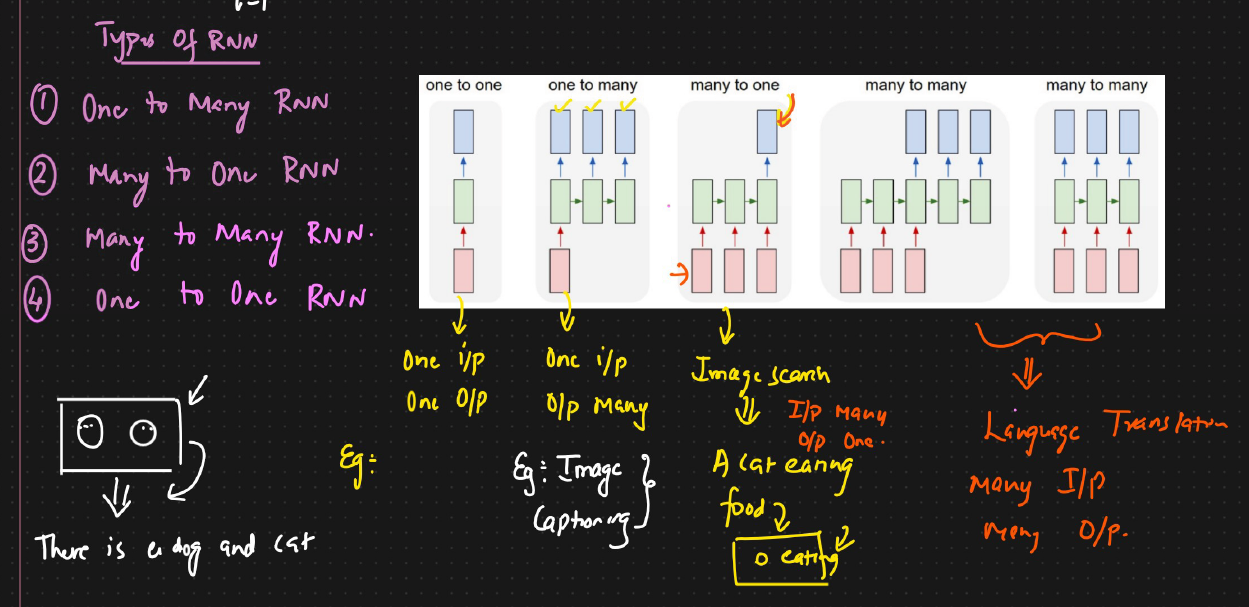 Types Of RNN
① One to Many RNN
② Many to One RNN
③ Many to Many RNN.
④ One to One RNN
one to one
one to many
many to one
many to many
many to many
One i/p
One O/p
Eg:
One i/p
O/p Many
Eg: Image
Captioning
Image search
I/p Many
O/p One.
A cat eating
food
eating
Language Translation
Many I/p
Many O/p.
There is a dog and cat